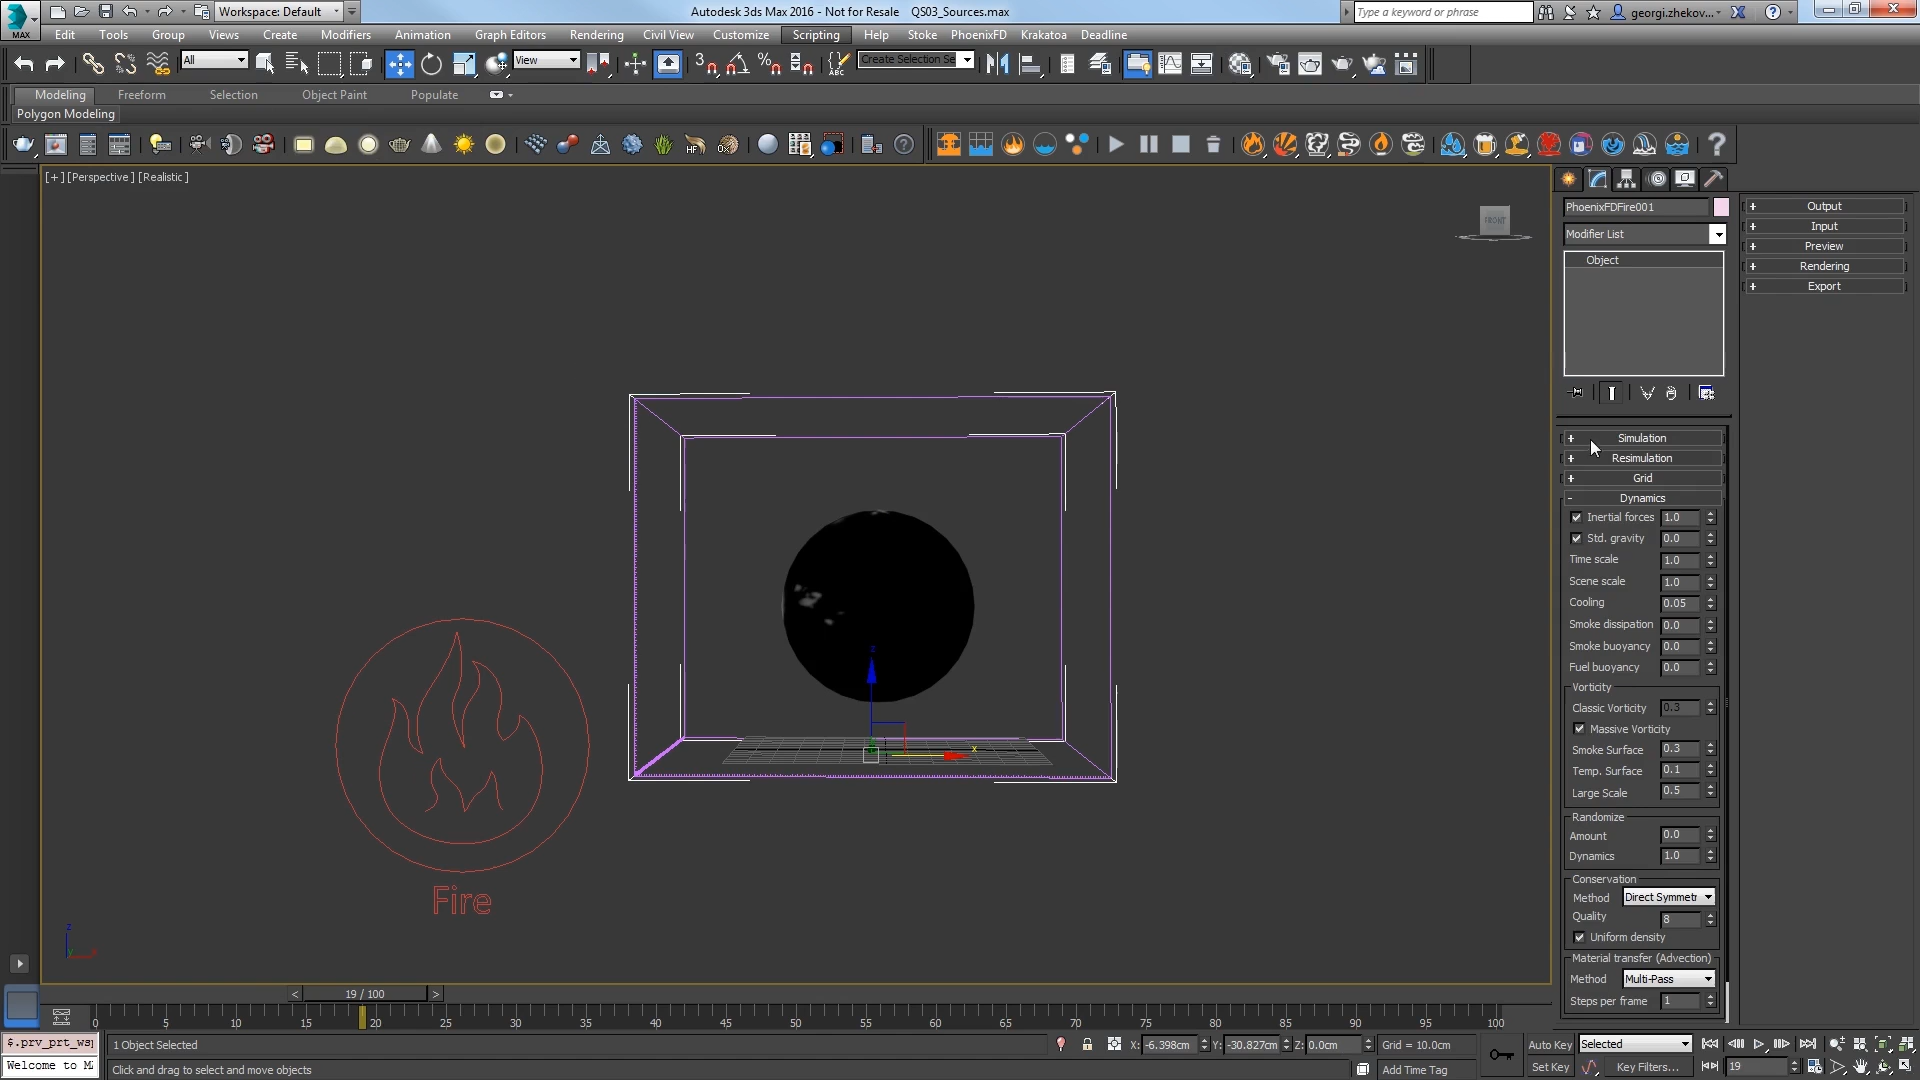 Workspace: Default
Autodesk 3ds Max 2016 - Not for Resale QS03_Sources.max
Type a keyword or phrase
georgi.zhekov...
MAX
Edit Tools Group Views Create Modifiers Animation Graph Editors Rendering Civil View Customize Scripting Help Stoke PhoenixFD Krakatoa Deadline
All
View
3
ABC
Create Selection Se
Modeling Freeform Selection Object Paint Populate
Polygon Modeling
HF
[+] [Perspective] [Realistic]
FRONT
Fire
z
x
z
PhoenixFDFire001
Modifier List
Object
+ Simulation
+ Resimulation
+ Grid
- Dynamics
Inertial forces 1.0
Std. gravity 0.0
Time scale 1.0
Scene scale 1.0
Cooling 0.05
Smoke dissipation 0.0
Smoke buoyancy 0.0
Fuel buoyancy 0.0
Vorticity
Classic Vorticity 0.3
Massive Vorticity
Smoke Surface 0.3
Temp. Surface 0.1
Large Scale 0.5
Randomize
Amount 0.0
Dynamics 1.0
Conservation
Method Direct Symmetr
Quality 8
Uniform density
Material transfer (Advection)
Method Multi-Pass
Steps per frame 1
+ Output
+ Input
+ Preview
+ Rendering
+ Export
< 19 / 100 >
0 5 10 15 20 25 30 35 40 45 50 55 60 65 70 75 80 85 90 95 100
$.prv_prt_ws
Welcome to M
1 Object Selected
Click and drag to select and move objects
X: -6.398cm Y: -30.827cm Z: 0.0cm Grid = 10.0cm
Add Time Tag
Auto Key Selected
Set Key Key Filters... 19